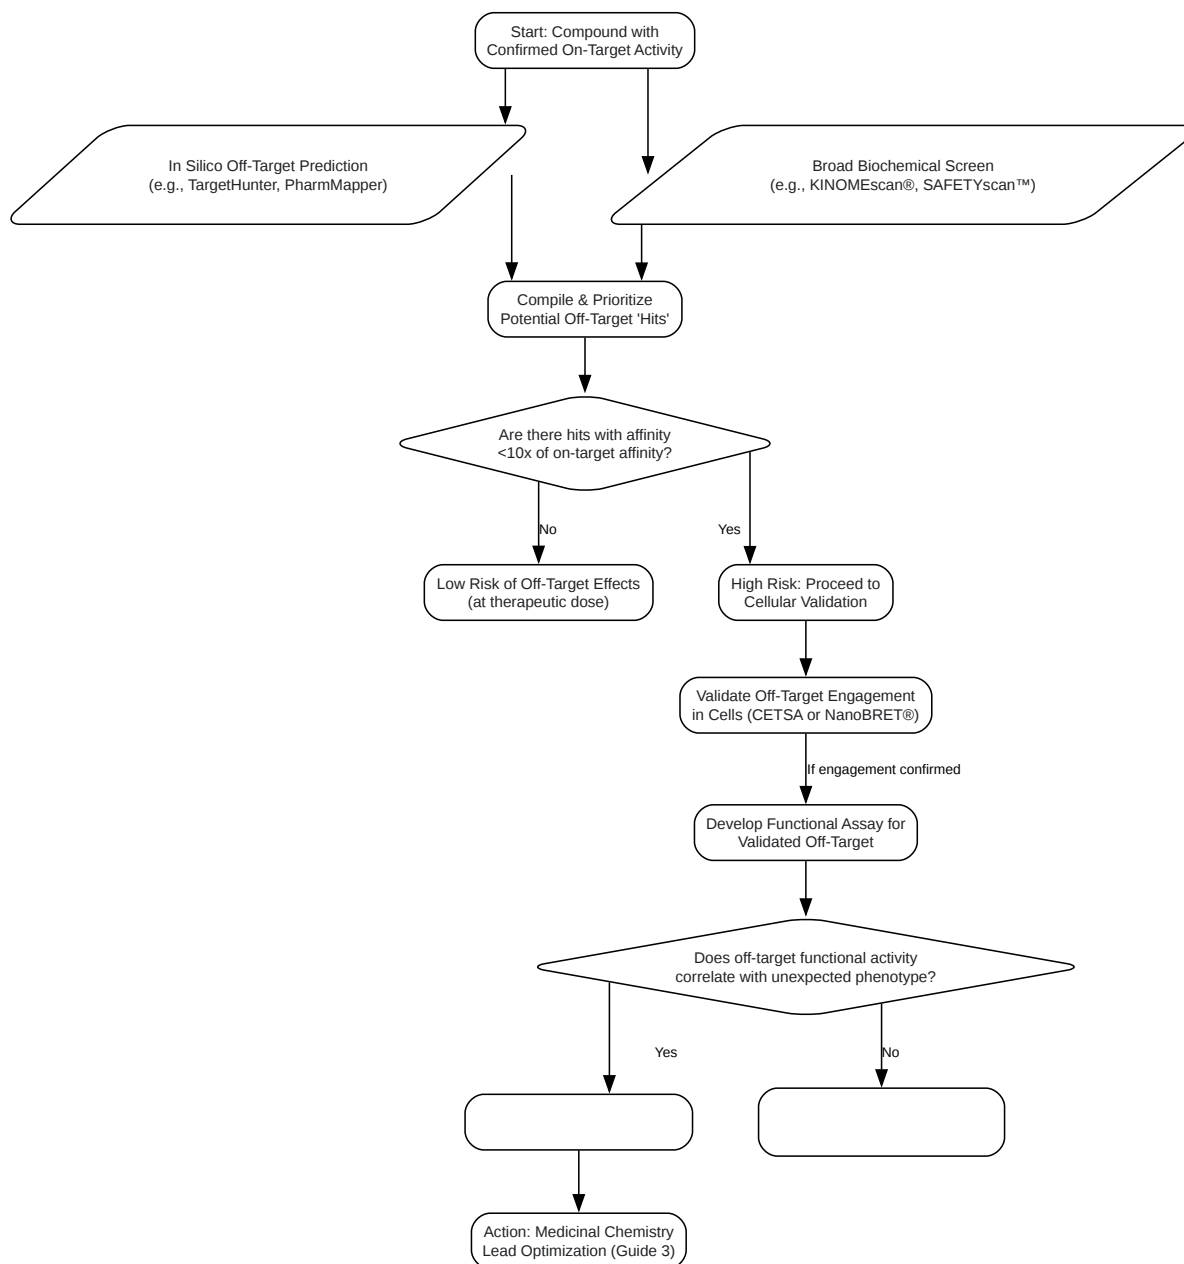 Start: Compound with
Confirmed On-Target Activity
In Silico Off-Target Prediction
(e.g., TargetHunter, PharmMapper)
Broad Biochemical Screen
(e.g., KINOMEscan®, SAFETYscan™)
Compile & Prioritize
Potential Off-Target 'Hits'
Are there hits with affinity
<10x of on-target affinity?
No
Yes
Low Risk of Off-Target Effects
(at therapeutic dose)
High Risk: Proceed to
Cellular Validation
Validate Off-Target Engagement
in Cells (CETSA or NanoBRET®)
If engagement confirmed
Develop Functional Assay for
Validated Off-Target
Does off-target functional activity
correlate with unexpected phenotype?
Yes
No
Action: Medicinal Chemistry
Lead Optimization (Guide 3)